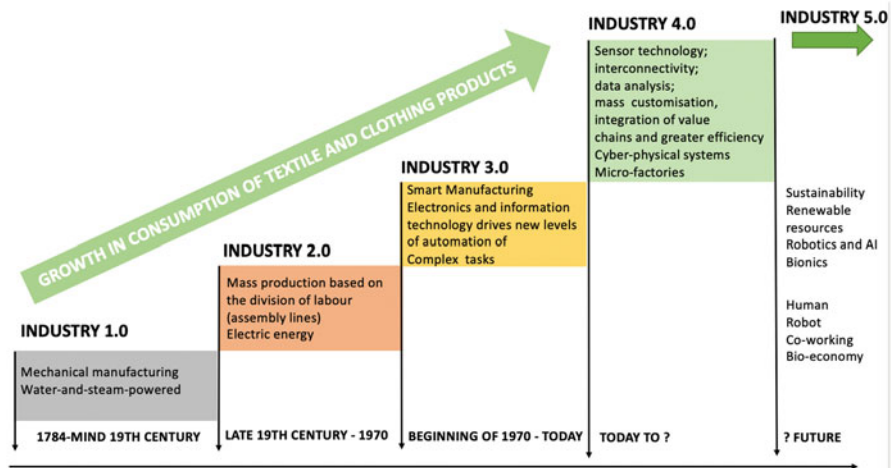 INDUSTRY 5.0
INDUSTRY 4.0
Sensor technology;
interconnectivity;
data analysis;
mass customisation,
integration of value
chains and greater efficiency
Cyber-physical systems
Micro-factories
GROWTH IN CONSUMPTION OF TEXTILE AND CLOTHING PRODUCTS
INDUSTRY 3.0
Smart Manufacturing
Electronics and information
technology drives new levels
of automation of
Complex tasks
Sustainability
Renewable
resources
Robotics and AI
Bionics
Human
Robot
Co-working
Bio-economy
INDUSTRY 2.0
Mass production based on
the division of labour
(assembly lines)
Electric energy
INDUSTRY 1.0
Mechanical manufacturing
Water-and-steam-powered
1784-MIND 19TH CENTURY
LATE 19TH CENTURY - 1970
BEGINNING OF 1970 - TODAY
TODAY TO ?
? FUTURE